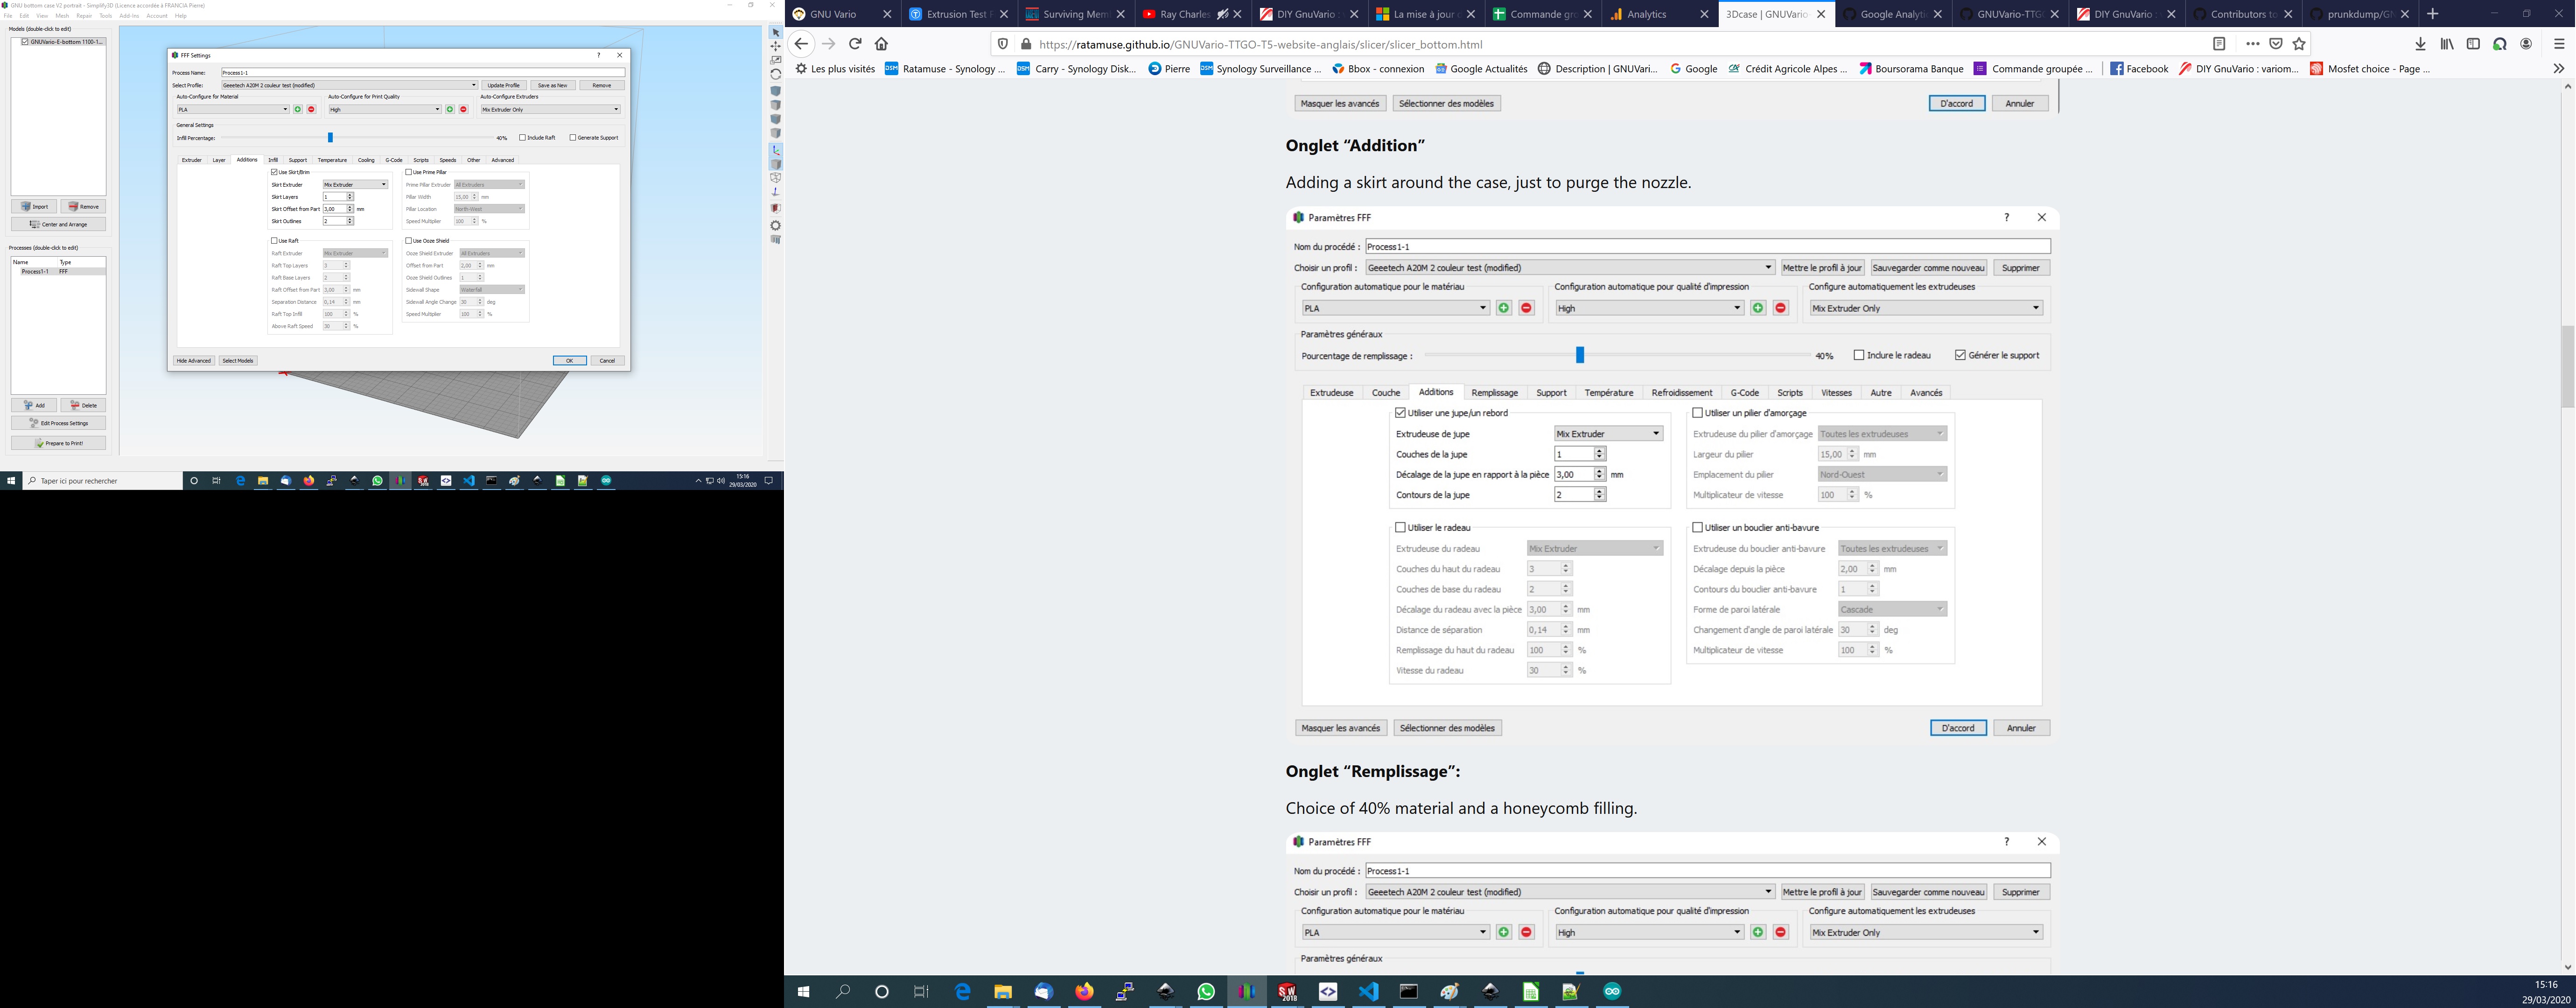 GNU bottom case V2 portrait - Simplify3D (Licence accordée à FRANCIA Pierre)
File Edit View Mesh Repair Tools Add-Ins Account Help
Models (double-click to edit)
GNUVario-E-bottom 1100-1...
Import Remove
Center and Arrange
Processes (double-click to edit)
Name Type
Process1-1 FFF
Add Delete
Edit Process Settings
Prepare to Print!
FFF Settings
Process Name: Process1-1
Select Profile: Geeetech A20M 2 couleur test (modified) Update Profile Save as New Remove
Auto-Configure for Material Auto-Configure for Print Quality Auto-Configure Extruders
PLA High Mix Extruder Only
General Settings
Infill Percentage: 40% Include Raft Generate Support
Extruder Layer Additions Infill Support Temperature Cooling G-Code Scripts Speeds Other Advanced
Use Skirt/Brim
Skirt Extruder Mix Extruder
Skirt Layers 1
Skirt Offset from Part 3,00 mm
Skirt Outlines 2
Use Prime Pillar
Prime Pillar Extruder All Extruders
Pillar Width 15,00 mm
Pillar Location North-West
Speed Multiplier 100 %
Use Raft
Raft Extruder Mix Extruder
Raft Top Layers 3
Raft Base Layers 2
Raft Offset from Part 3,00 mm
Separation Distance 0,14 mm
Raft Top Infill 100 %
Above Raft Speed 30 %
Use Ooze Shield
Ooze Shield Extruder All Extruders
Offset from Part 2,00 mm
Ooze Shield Outlines 1
Sidewall Shape Waterfall
Sidewall Angle Change 30 deg
Speed Multiplier 100 %
Hide Advanced Select Models OK Cancel
Taper ici pour rechercher
15:16
29/03/2020
GNU Vario Extrusion Test F Surviving Mem Ray Charles DIY GnuVario : La mise à jour d Commande gro Analytics 3Dcase | GNUVario Google Analytic GNUVario-TTG DIY GnuVario : Contributors to prunkdump/GN
https://ratamuse.github.io/GNUVario-TTGO-T5-website-anglais/slicer/slicer_bottom.html
Les plus visités Ratamuse - Synology ... Carry - Synology Disk... Pierre Synology Surveillance ... Bbox - connexion Google Actualités Description | GNUVari... Google Crédit Agricole Alpes ... Boursorama Banque Commande groupée ... Facebook DIY GnuVario : variom... Mosfet choice - Page ...
Masquer les avancés Sélectionner des modèles D'accord Annuler
Onglet “Addition”
Adding a skirt around the case, just to purge the nozzle.
Paramètres FFF
Nom du procédé : Process1-1
Choisir un profil : Geeetech A20M 2 couleur test (modified) Mettre le profil à jour Sauvegarder comme nouveau Supprimer
Configuration automatique pour le matériau Configuration automatique pour qualité d'impression Configure automatiquement les extrudeuses
PLA High Mix Extruder Only
Paramètres généraux
Pourcentage de remplissage : 40% Inclure le radeau Générer le support
Extrudeuse Couche Additions Remplissage Support Température Refroidissement G-Code Scripts Vitesses Autre Avancés
Utiliser une jupe/un rebord
Extrudeuse de jupe Mix Extruder
Couches de la jupe 1
Décalage de la jupe en rapport à la pièce 3,00 mm
Contours de la jupe 2
Utiliser un pilier d'amorçage
Extrudeuse du pilier d'amorçage Toutes les extrudeuses
Largeur du pilier 15,00 mm
Emplacement du pilier Nord-Ouest
Multiplicateur de vitesse 100 %
Utiliser le radeau
Extrudeuse du radeau Mix Extruder
Couches du haut du radeau 3
Couches de base du radeau 2
Décalage du radeau avec la pièce 3,00 mm
Distance de séparation 0,14 mm
Remplissage du haut du radeau 100 %
Vitesse du radeau 30 %
Utiliser un bouclier anti-bavure
Extrudeuse du bouclier anti-bavure Toutes les extrudeuses
Décalage depuis la pièce 2,00 mm
Contours du bouclier anti-bavure 1
Forme de paroi latérale Cascade
Changement d'angle de paroi latérale 30 deg
Multiplicateur de vitesse 100 %
Masquer les avancés Sélectionner des modèles D'accord Annuler
Onglet “Remplissage”:
Choice of 40% material and a honeycomb filling.
Paramètres FFF
Nom du procédé : Process1-1
Choisir un profil : Geeetech A20M 2 couleur test (modified) Mettre le profil à jour Sauvegarder comme nouveau Supprimer
Configuration automatique pour le matériau Configuration automatique pour qualité d'impression Configure automatiquement les extrudeuses
PLA High Mix Extruder Only
Paramètres généraux
15:16
29/03/2020